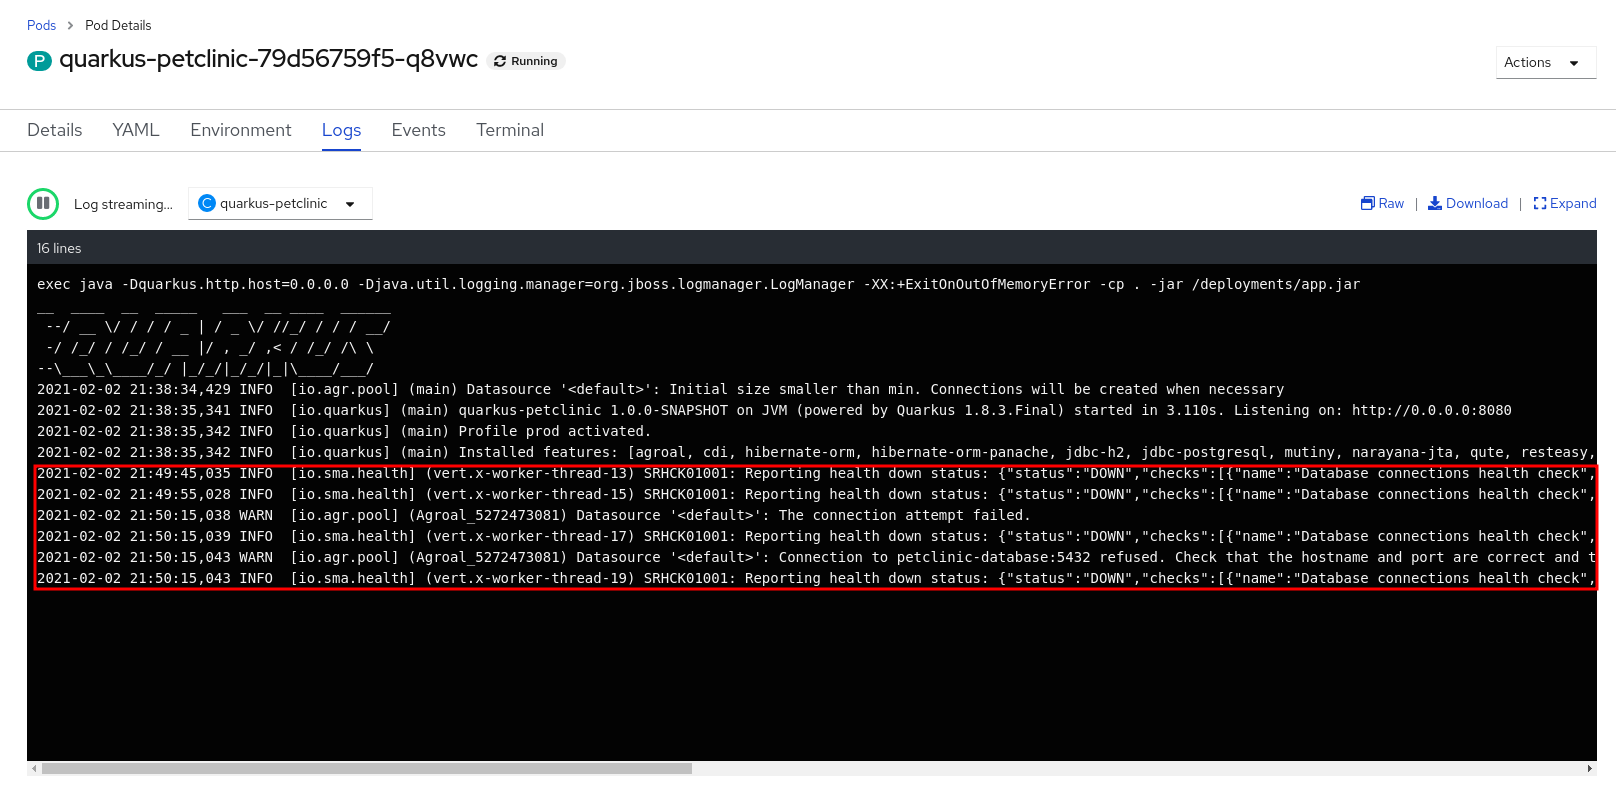 Pods > Pod Details
P quarkus-petclinic-79d56759f5-q8vwc Running
Actions
Details YAML Environment Logs Events Terminal
Log streaming... C quarkus-petclinic Raw | Download | Expand
16 lines
exec java -Dquarkus.http.host=0.0.0.0 -Djava.util.logging.manager=org.jboss.logmanager.LogManager -XX:+ExitOnOutOfMemoryError -cp . -jar /deployments/app.jar
__  ____  __  _____   ___  __ ____  ______
 --/ __ \/ / / / _ | / _ \/ //_/ / / / __/
 -/ /_/ / /_/ / __ |/ , _/ ,< / /_/ /\ \
--\___\_\____/_/ |_/_/|_/_/|_|\____/___/
2021-02-02 21:38:34,429 INFO  [io.agr.pool] (main) Datasource '<default>': Initial size smaller than min. Connections will be created when necessary
2021-02-02 21:38:35,341 INFO  [io.quarkus] (main) quarkus-petclinic 1.0.0-SNAPSHOT on JVM (powered by Quarkus 1.8.3.Final) started in 3.110s. Listening on: http://0.0.0.0:8080
2021-02-02 21:38:35,342 INFO  [io.quarkus] (main) Profile prod activated.
2021-02-02 21:38:35,342 INFO  [io.quarkus] (main) Installed features: [agroal, cdi, hibernate-orm, hibernate-orm-panache, jdbc-h2, jdbc-postgresql, mutiny, narayana-jta, qute, resteasy,
2021-02-02 21:49:45,035 INFO  [io.sma.health] (vert.x-worker-thread-13) SRHCK01001: Reporting health down status: {"status":"DOWN","checks":[{"name":"Database connections health check",
2021-02-02 21:49:55,028 INFO  [io.sma.health] (vert.x-worker-thread-15) SRHCK01001: Reporting health down status: {"status":"DOWN","checks":[{"name":"Database connections health check",
2021-02-02 21:50:15,038 WARN  [io.agr.pool] (Agroal_5272473081) Datasource '<default>': The connection attempt failed.
2021-02-02 21:50:15,039 INFO  [io.sma.health] (vert.x-worker-thread-17) SRHCK01001: Reporting health down status: {"status":"DOWN","checks":[{"name":"Database connections health check",
2021-02-02 21:50:15,043 WARN  [io.agr.pool] (Agroal_5272473081) Datasource '<default>': Connection to petclinic-database:5432 refused. Check that the hostname and port are correct and t
2021-02-02 21:50:15,043 INFO  [io.sma.health] (vert.x-worker-thread-19) SRHCK01001: Reporting health down status: {"status":"DOWN","checks":[{"name":"Database connections health check",